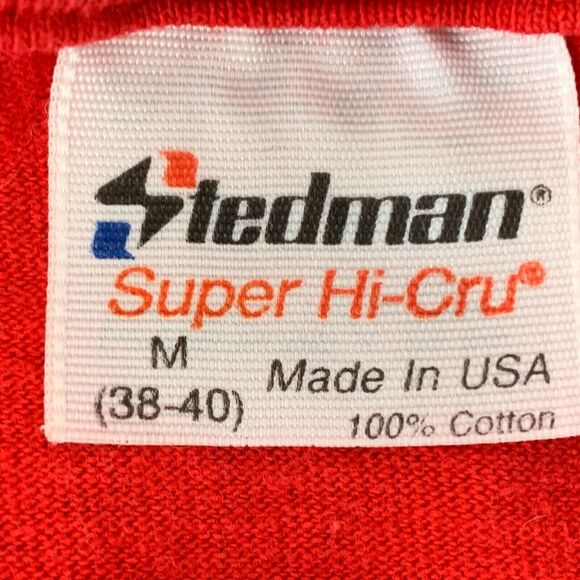 Stedman®
Super Hi-Cru®
M
(38-40)
Made In USA
100% Cotton